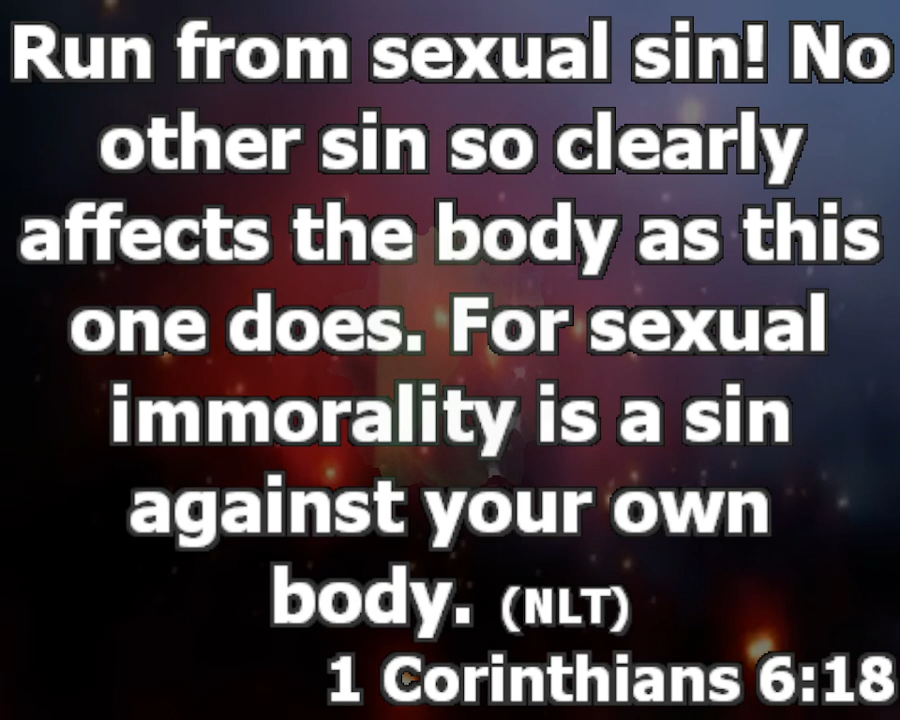 Run from sexual sin! No
other sin so clearly
affects the body as this
one does. For sexual
immorality is a sin
against your own
body. (NLT)
1 Corinthians 6:18